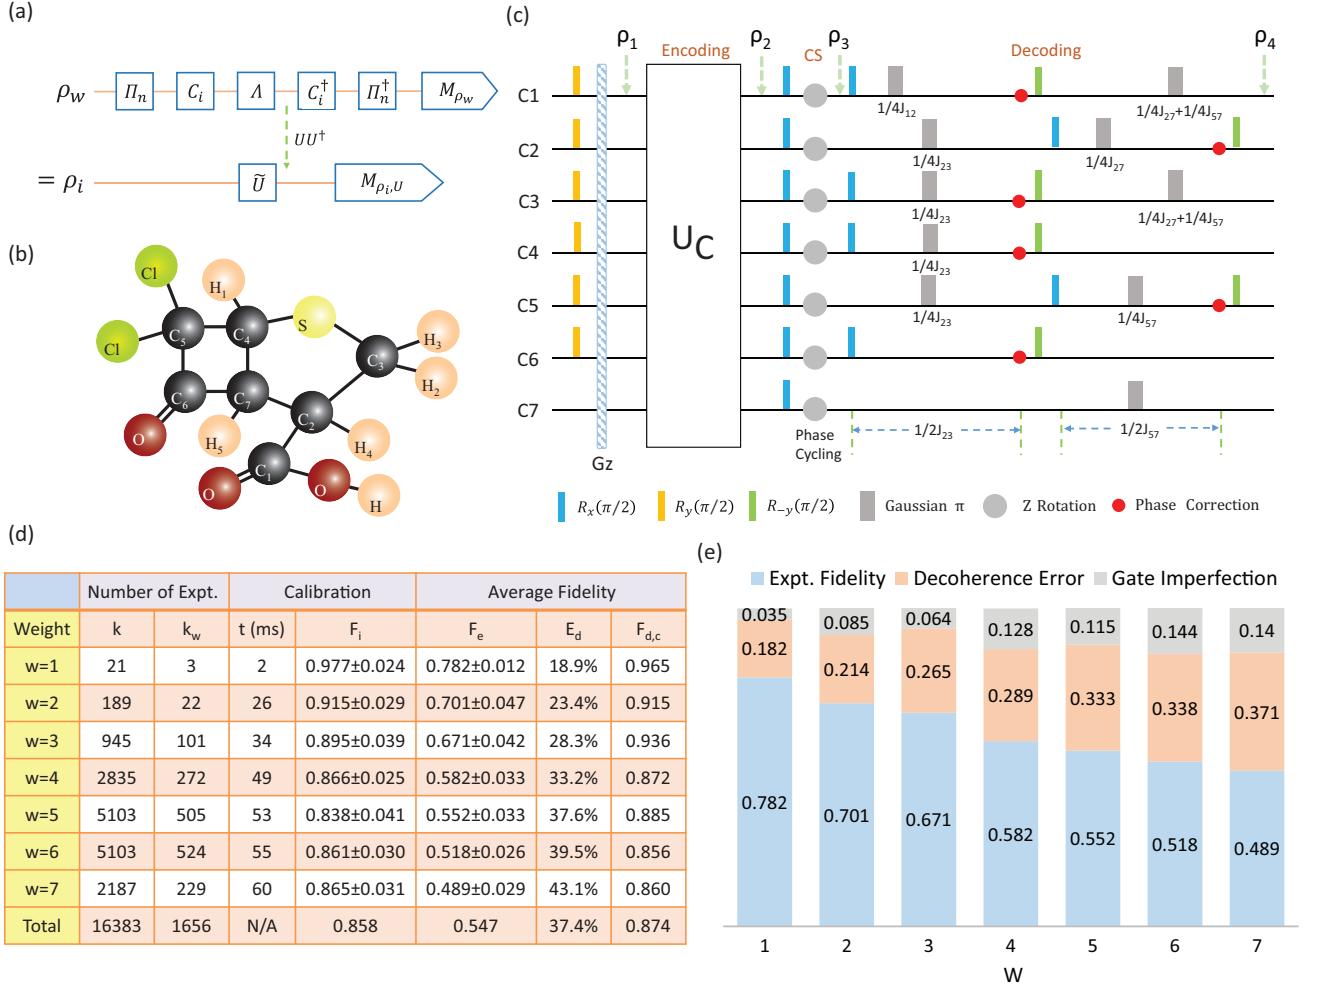 (a)
ρw Πn Ci Λ Ci† Πn† Mρw
UU†
= ρi Ũ Mρi,U
(b)
Cl H1
Cl C5 C4 S H3
C3 H2
C6 C7 C2
O H5 H4
C1
O O H
(c)
ρ1 ρ2 ρ3 ρ4
Encoding CS Decoding
C1
1/4J12 1/4J27+1/4J57
C2
1/4J23 1/4J27
C3
1/4J23 1/4J27+1/4J57
UC
C4
1/4J23
C5
1/4J23 1/4J57
C6
C7
Gz Phase Cycling 1/2J23 1/2J57
Rx(π/2) Ry(π/2) R−y(π/2) Gaussian π Z Rotation Phase Correction
(d)
Number of Expt. Calibration Average Fidelity
Weight k kw t (ms) Fi Fe Ed Fd,c
w=1 21 3 2 0.977±0.024 0.782±0.012 18.9% 0.965
w=2 189 22 26 0.915±0.029 0.701±0.047 23.4% 0.915
w=3 945 101 34 0.895±0.039 0.671±0.042 28.3% 0.936
w=4 2835 272 49 0.866±0.025 0.582±0.033 33.2% 0.872
w=5 5103 505 53 0.838±0.041 0.552±0.033 37.6% 0.885
w=6 5103 524 55 0.861±0.030 0.518±0.026 39.5% 0.856
w=7 2187 229 60 0.865±0.031 0.489±0.029 43.1% 0.860
Total 16383 1656 N/A 0.858 0.547 37.4% 0.874
(e)
Expt. Fidelity Decoherence Error Gate Imperfection
0.035 0.085 0.064 0.128 0.115 0.144 0.14
0.182 0.214 0.265 0.289 0.333 0.338 0.371
0.782 0.701 0.671 0.582 0.552 0.518 0.489
1 2 3 4 5 6 7
W